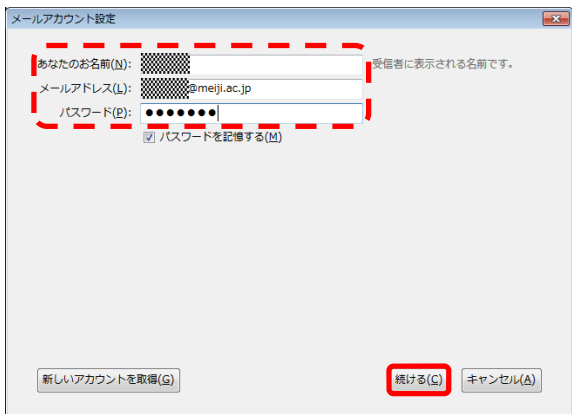 メールアカウント設定
あなたのお名前(N):
受信者に表示される名前です。
メールアドレス(L): @meiji.ac.jp
パスワード(P): ●●●●●●●
パスワードを記憶する(M)
新しいアカウントを取得(G) 続ける(C) キャンセル(A)